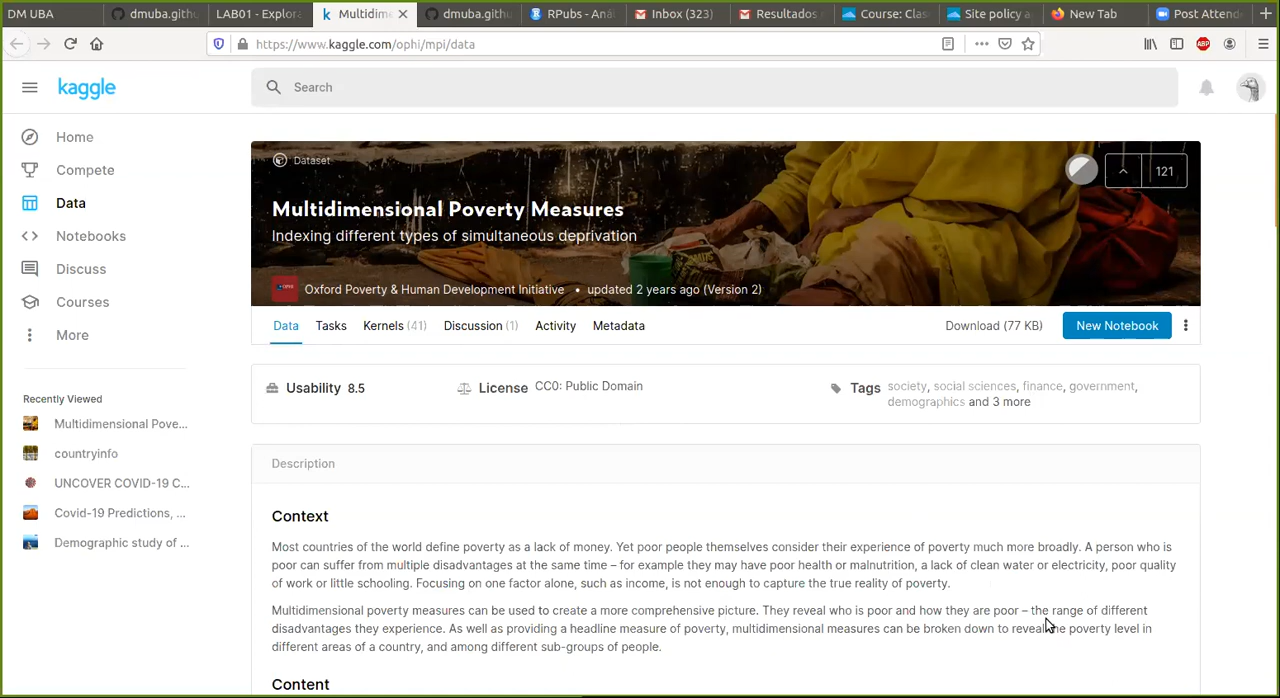 DM UBA
dmuba.gith
LAB01 - Explora
Multidime
dmuba.githu
RPubs - Aná
Inbox (323)
Resultados
Course: Clas
Site policy a
New Tab
Post Attende
https://www.kaggle.com/ophi/mpi/data
ABP
kaggle
Search
Home
Compete
Data
Notebooks
Discuss
Courses
More
Recently Viewed
Multidimensional Pove...
countryinfo
UNCOVER COVID-19 C...
Covid-19 Predictions, ...
Demographic study of ...
Dataset
121
Multidimensional Poverty Measures
Indexing different types of simultaneous deprivation
Oxford Poverty & Human Development Initiative • updated 2 years ago (Version 2)
Data Tasks Kernels (41) Discussion (1) Activity Metadata Download (77 KB) New Notebook
Usability 8.5 License CC0: Public Domain Tags society, social sciences, finance, government,
demographics and 3 more
Description
Context
Most countries of the world define poverty as a lack of money. Yet poor people themselves consider their experience of poverty much more broadly. A person who is
poor can suffer from multiple disadvantages at the same time – for example they may have poor health or malnutrition, a lack of clean water or electricity, poor quality
of work or little schooling. Focusing on one factor alone, such as income, is not enough to capture the true reality of poverty.
Multidimensional poverty measures can be used to create a more comprehensive picture. They reveal who is poor and how they are poor – the range of different
disadvantages they experience. As well as providing a headline measure of poverty, multidimensional measures can be broken down to reveal the poverty level in
different areas of a country, and among different sub-groups of people.
Content